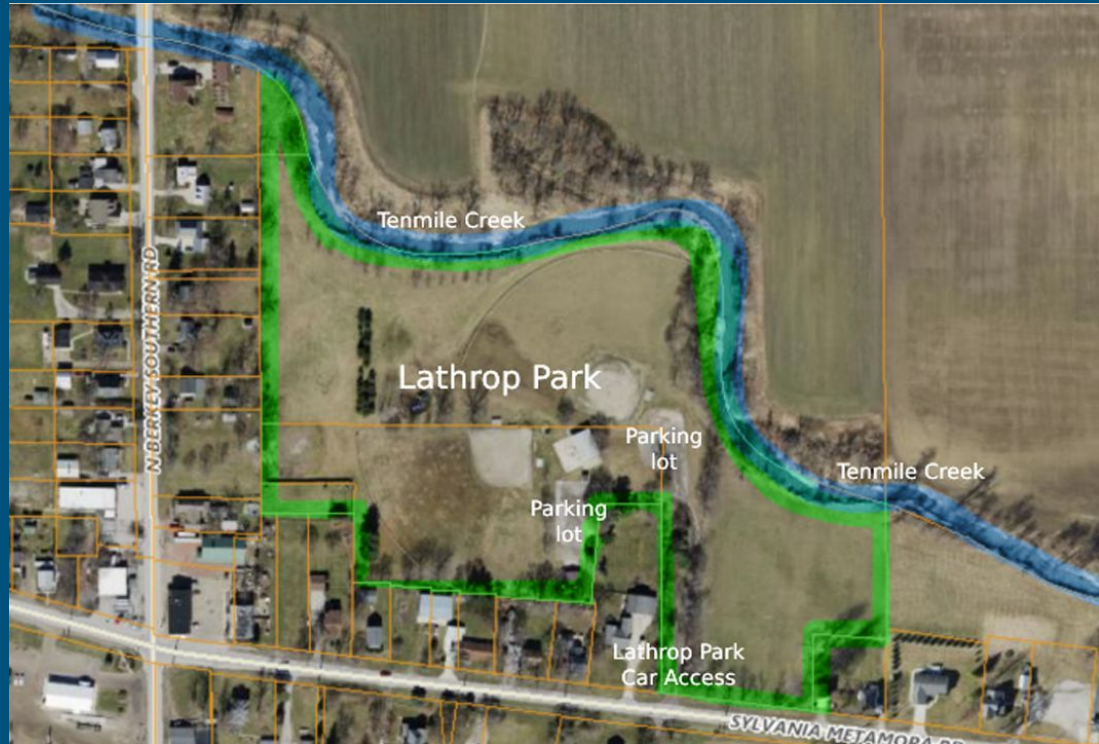 Tenmile Creek
N BERKEY SOUTHERN RD
Lathrop Park
Parking
lot
Tenmile Creek
Parking
lot
Lathrop Park
Car Access
SYLVANIA METAMORA RD